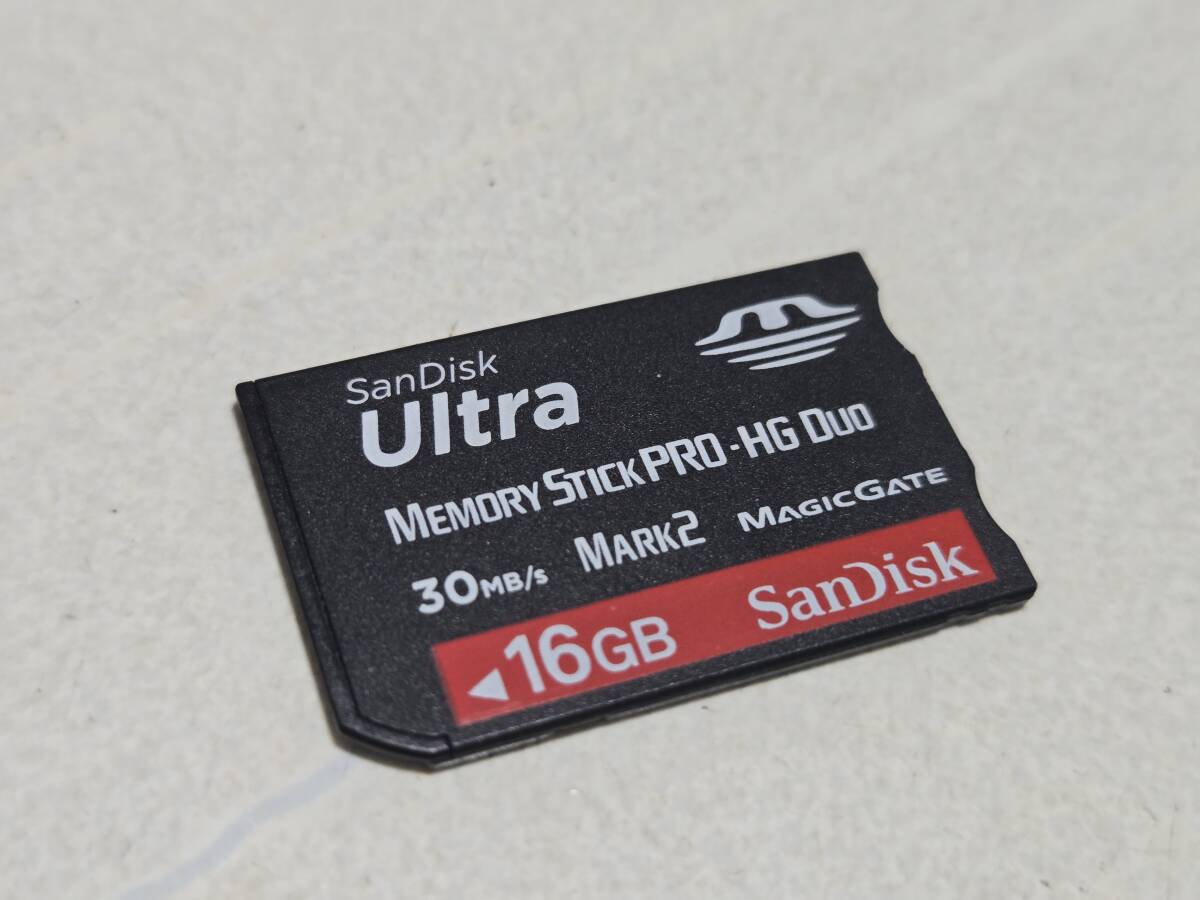 SanDisk
Ultra
MEMORY STICK PRO-HG DUO
30MB/s MARK2 MAGICGATE
16GB SanDisk